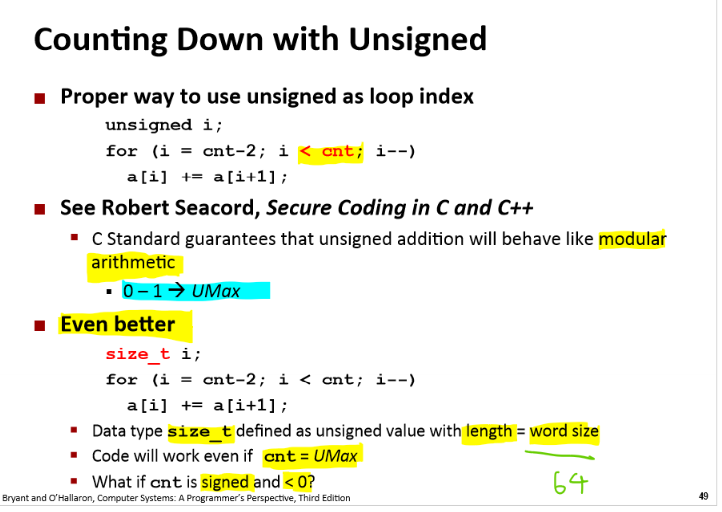 Counting Down with Unsigned
Proper way to use unsigned as loop index
unsigned i;
for (i = cnt-2; i < cnt; i--)
a[i] += a[i+1];
See Robert Seacord, Secure Coding in C and C++
C Standard guarantees that unsigned addition will behave like modular
arithmetic
0 – 1 → UMax
Even better
size_t i;
for (i = cnt-2; i < cnt; i--)
a[i] += a[i+1];
Data type size_t defined as unsigned value with length = word size
Code will work even if cnt = UMax
What if cnt is signed and < 0?
64
Bryant and O'Hallaron, Computer Systems: A Programmer's Perspective, Third Edition
49